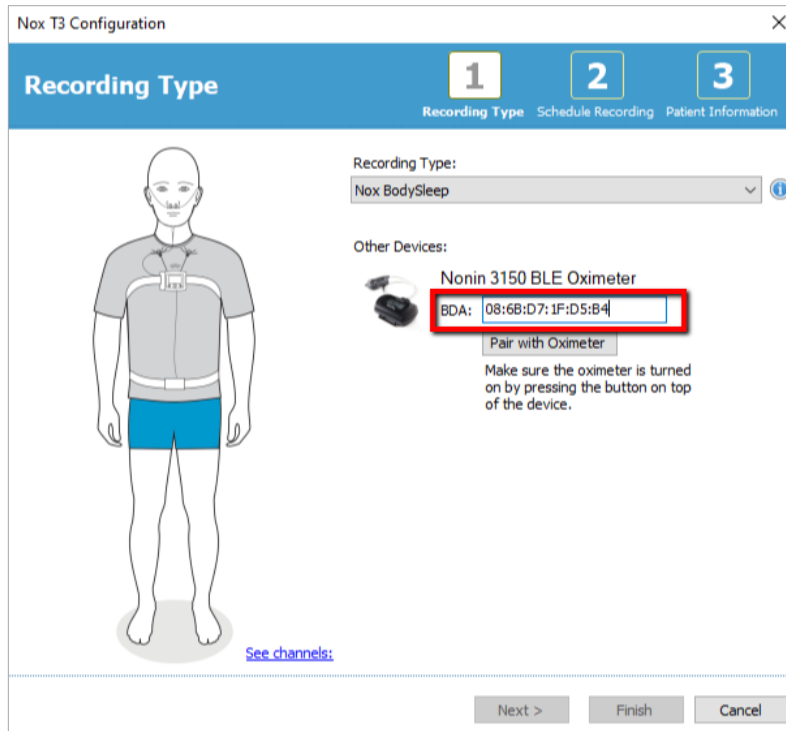 Nox T3 Configuration
Recording Type
1
Recording Type
2
Schedule Recording
3
Patient Information
Recording Type:
Nox BodySleep
Other Devices:
Nonin 3150 BLE Oximeter
BDA: 08:6B:D7:1F:D5:B4
Pair with Oximeter
Make sure the oximeter is turned
on by pressing the button on top
of the device.
See channels:
Next >
Finish
Cancel